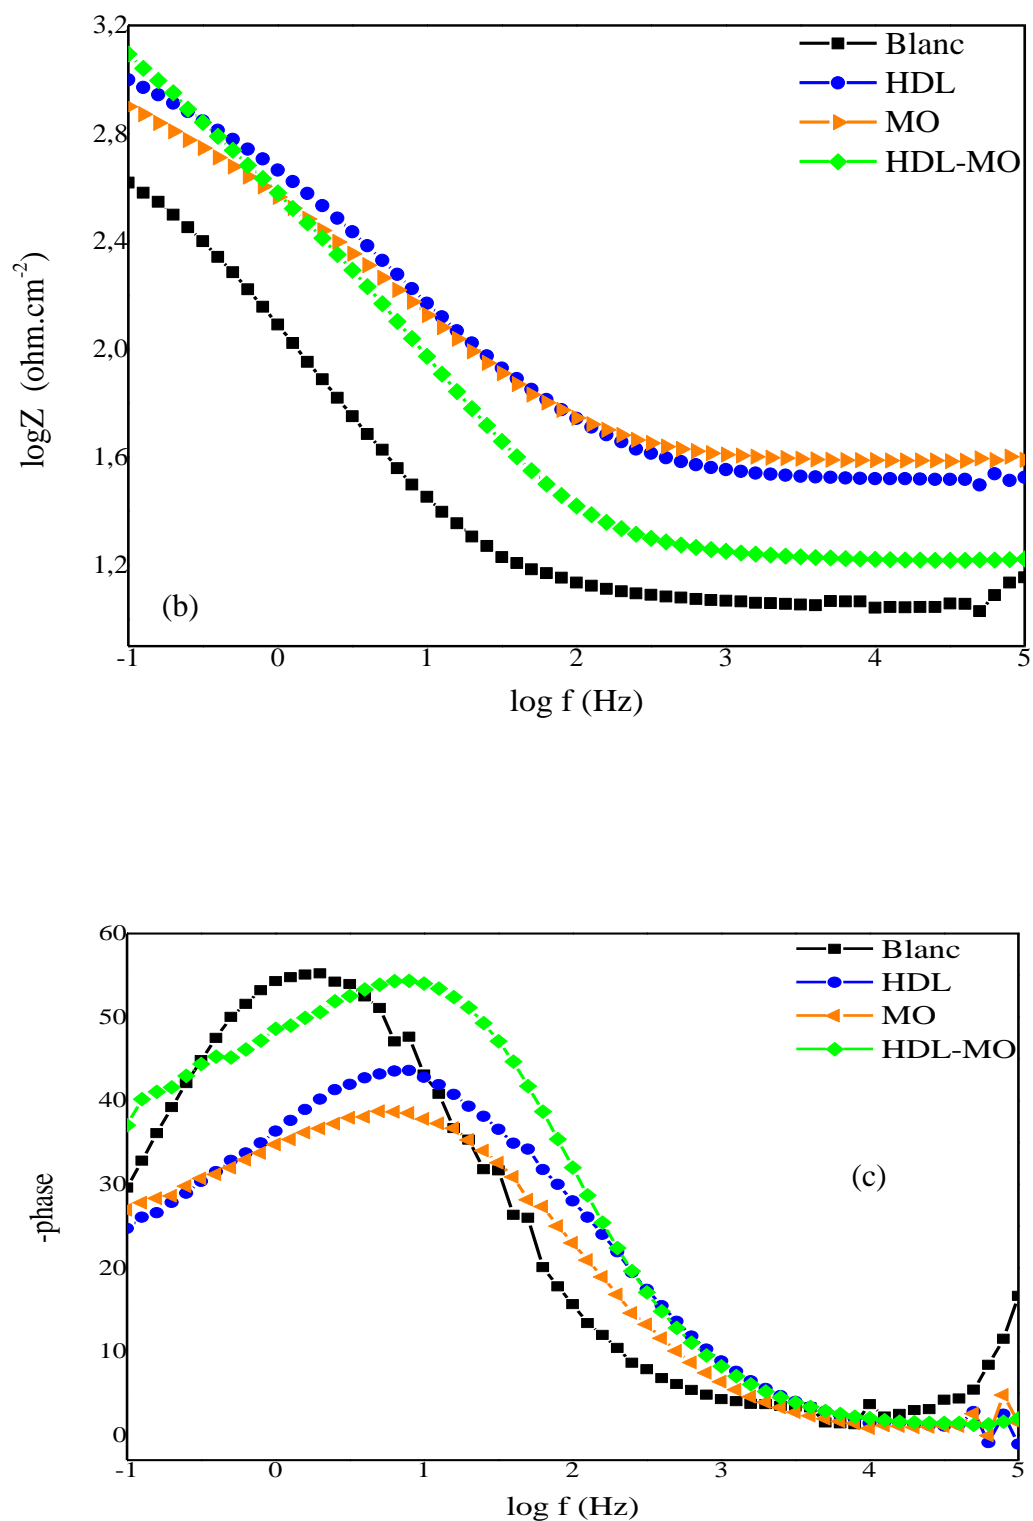 3,2
2,8
2,4
2,0
1,6
1,2
logZ (ohm.cm-2)
Blanc
HDL
MO
HDL-MO
(b)
-1 0 1 2 3 4 5
log f (Hz)
60
50
40
30
20
10
0
-phase
Blanc
HDL
MO
HDL-MO
(c)
-1 0 1 2 3 4 5
log f (Hz)